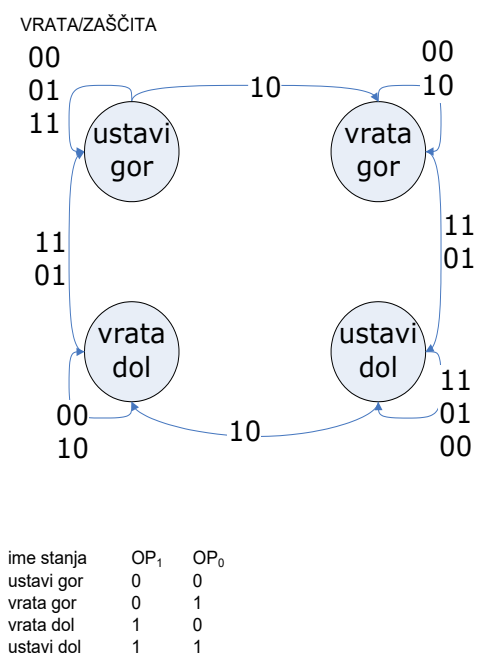 VRATA/ZAŠČITA
00
01
11
10
00
10
ustavi
gor
vrata
gor
11
01
11
01
vrata
dol
ustavi
dol
00
10
10
11
01
00
ime stanja OP₁ OP₀
ustavi gor 0 0
vrata gor 0 1
vrata dol 1 0
ustavi dol 1 1